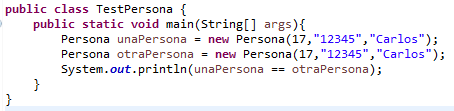 public class TestPersona {
public static void main(String[] args){
Persona unaPersona = new Persona(17,"12345","Carlos");
Persona otraPersona = new Persona(17,"12345","Carlos");
System.out.println(unaPersona == otraPersona);
}
}